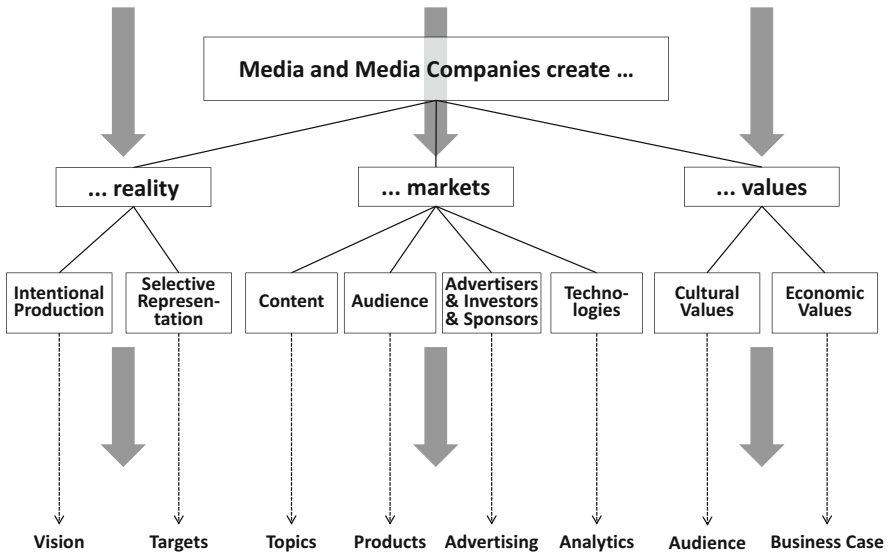 Media and Media Companies create ...
... reality
... markets
... values
Intentional
Production
Selective
Represen-
tation
Content
Audience
Advertisers
& Investors
& Sponsors
Techno-
logies
Cultural
Values
Economic
Values
Vision
Targets
Topics
Products
Advertising
Analytics
Audience
Business Case